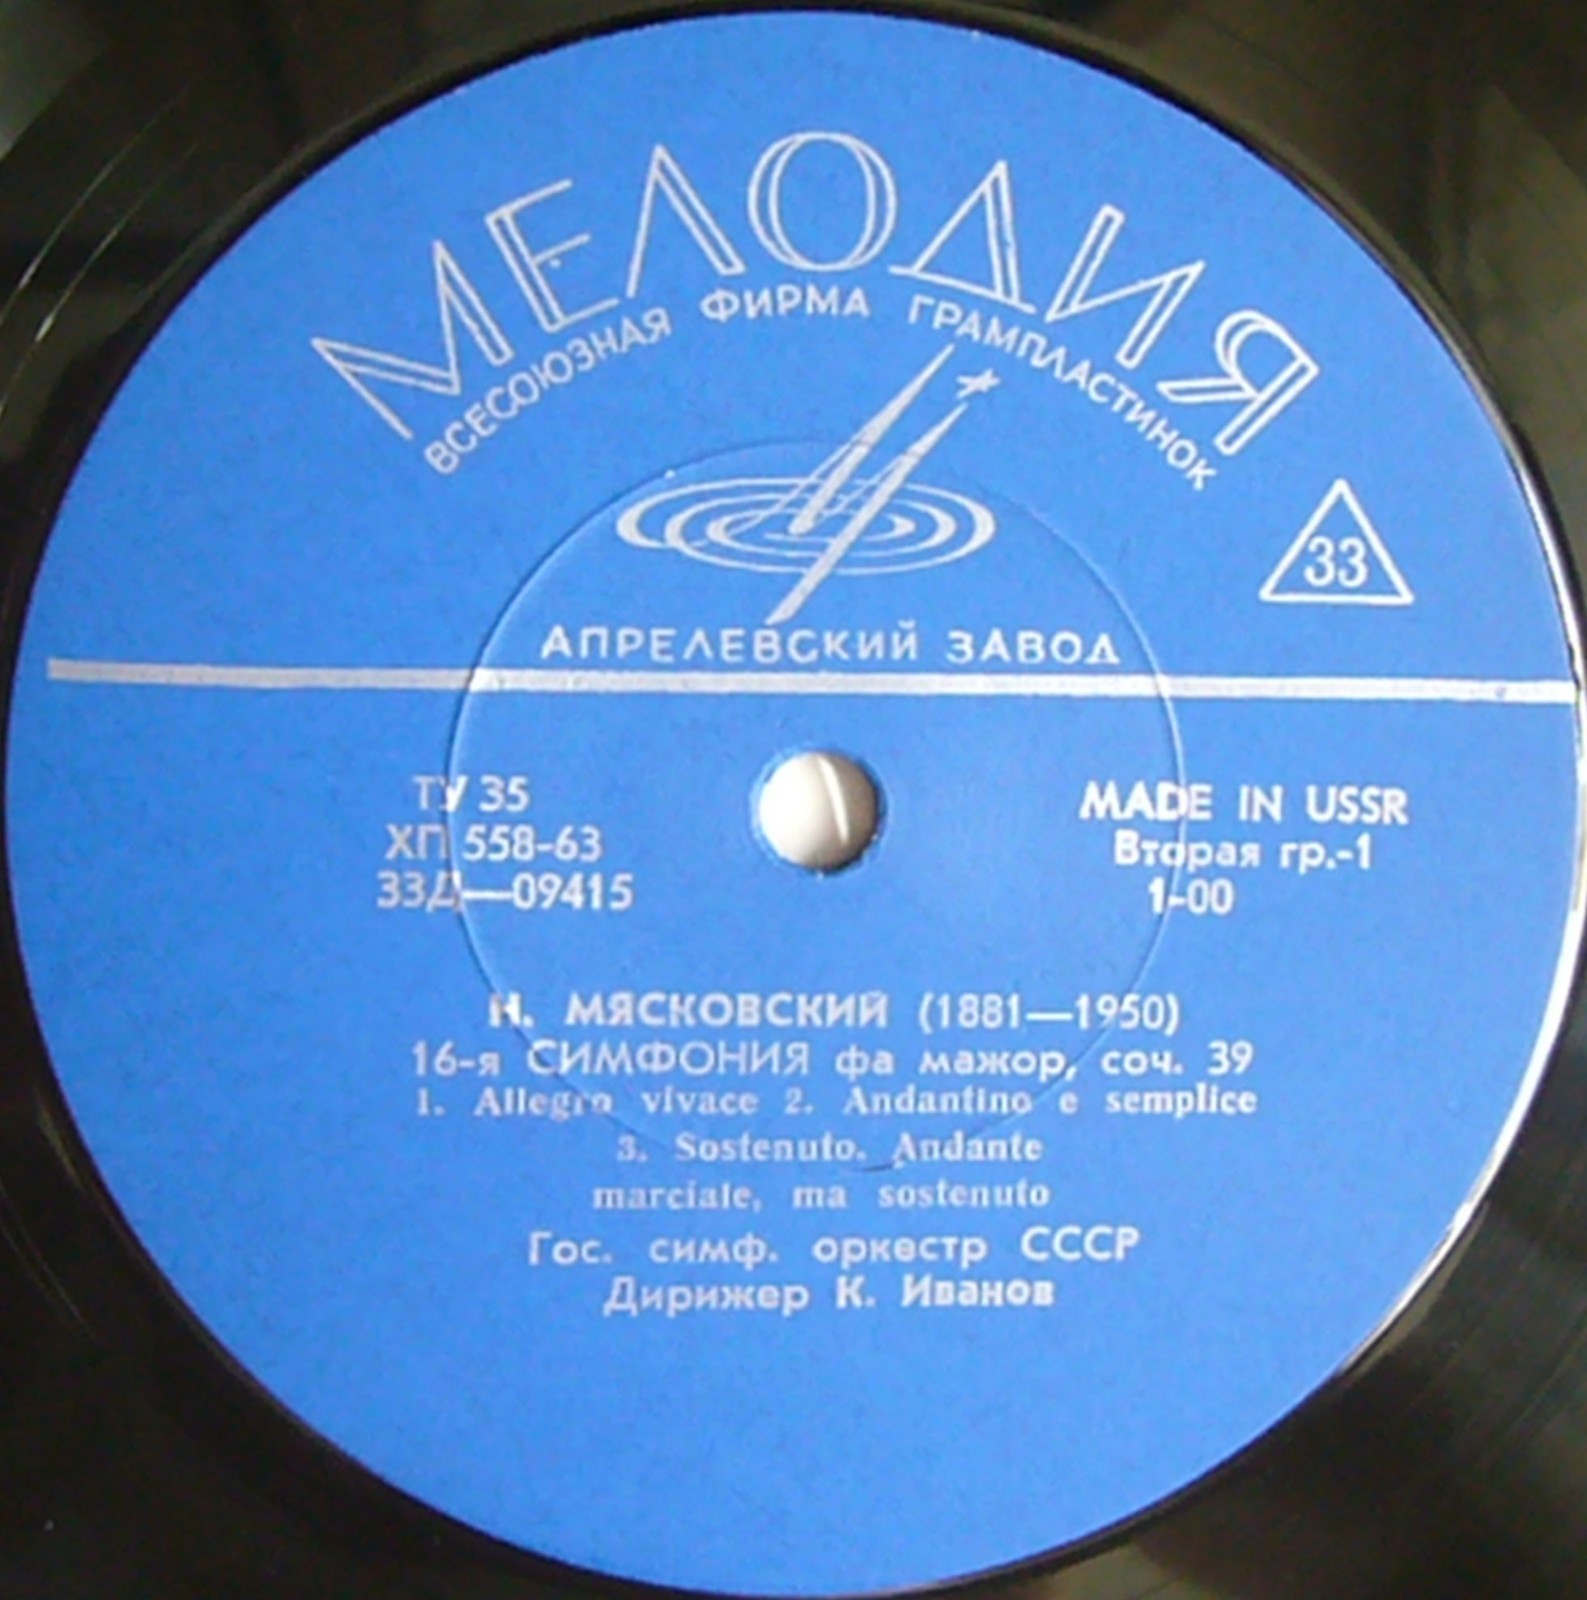 МЕЛОДИЯ
ВСЕСОЮЗНАЯ ФИРМА ГРАМПЛАСТИНОК
33
АПРЕЛЕВСКИЙ ЗАВОД
ТУ 35
ХП 558-63
33Д—09415
MADE IN USSR
Вторая гр.-1
1-00
Н. МЯСКОВСКИЙ (1881—1950)
16-я СИМФОНИЯ фа мажор, соч. 39
1. Allegro vivace 2. Andantino e semplice
3. Sostenuto. Andante
marciale, ma sostenuto
Гос. симф. оркестр СССР
Дирижер К. Иванов